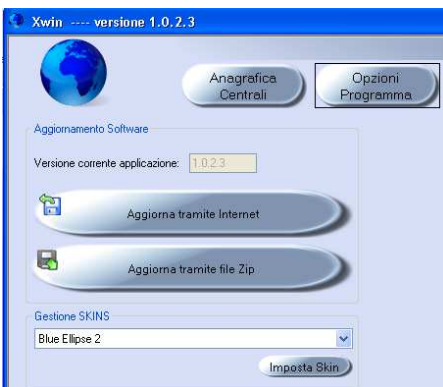 Xwin ---- versione 1.0.2.3
Anagrafica
Centrali
Opzioni
Programma
Aggiornamento Software
Versione corrente applicazione: 1.0.2.3
Aggiorna tramite Internet
Aggiorna tramite file Zip
Gestione SKINS
Blue Ellipse 2
Imposta Skin